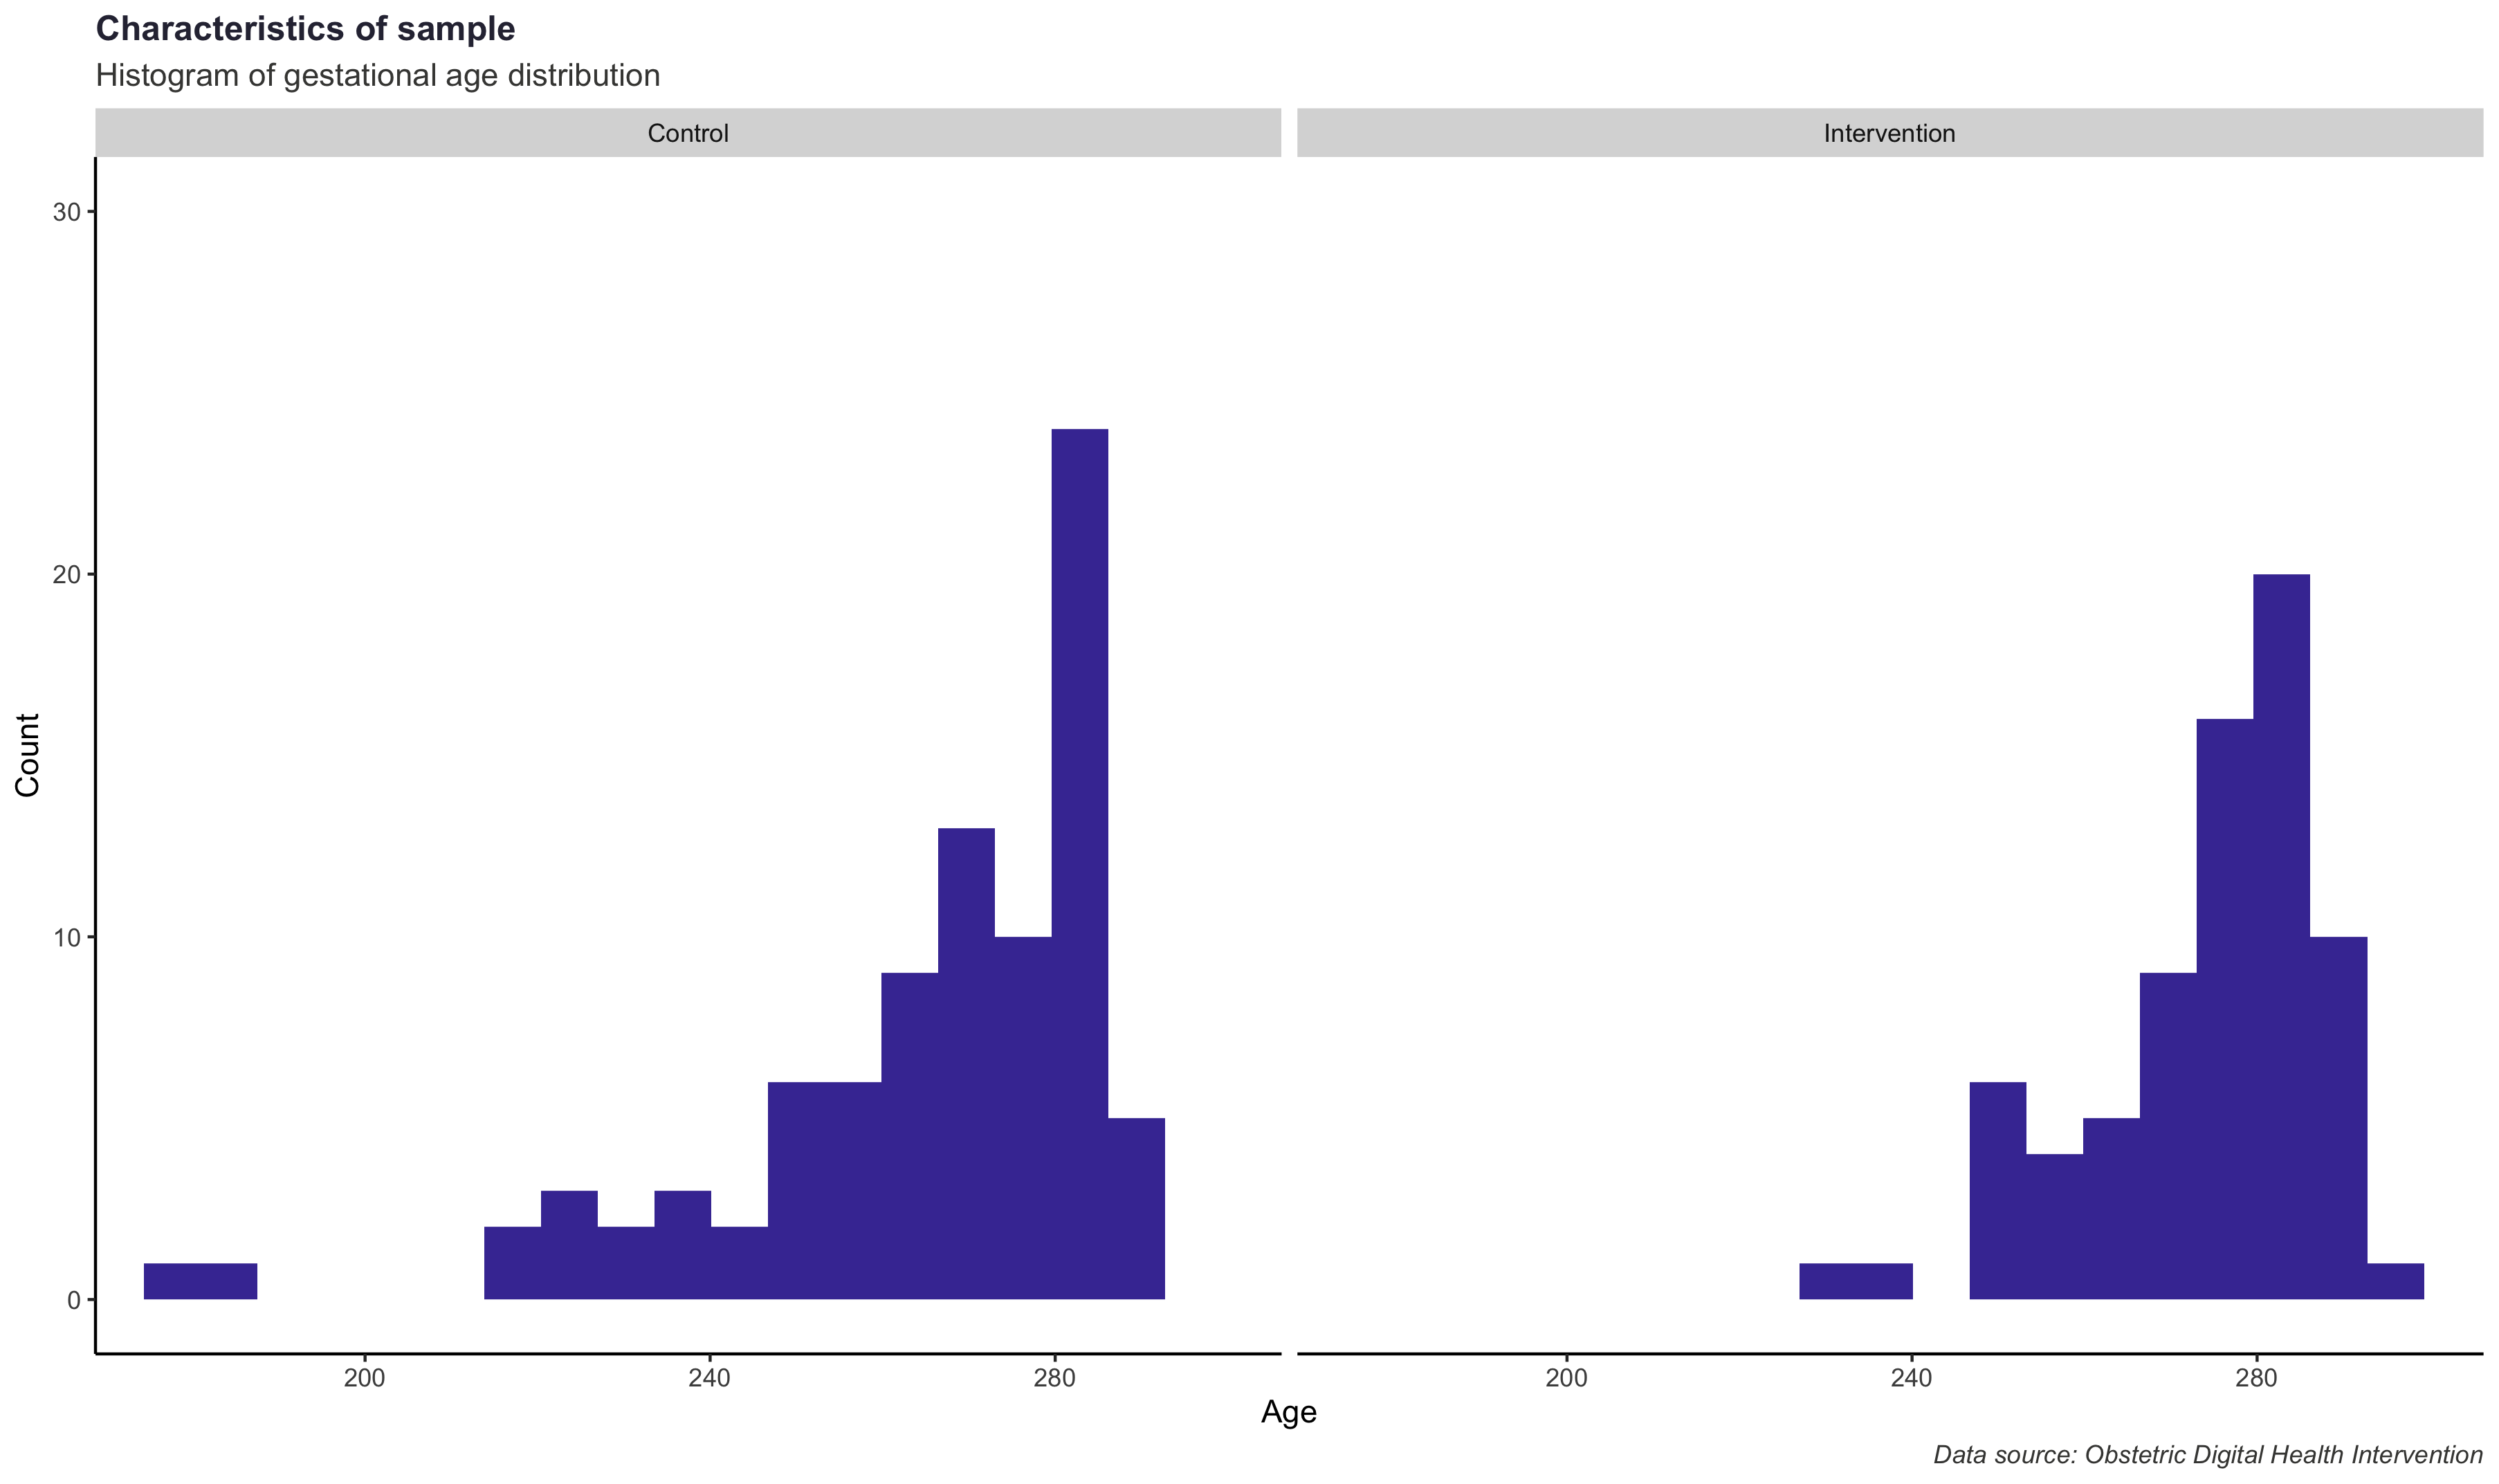 Characteristics of sample
Histogram of gestational age distribution
Control
Intervention
30
20
10
0
Count
200
240
280
200
240
280
Age
Data source: Obstetric Digital Health Intervention